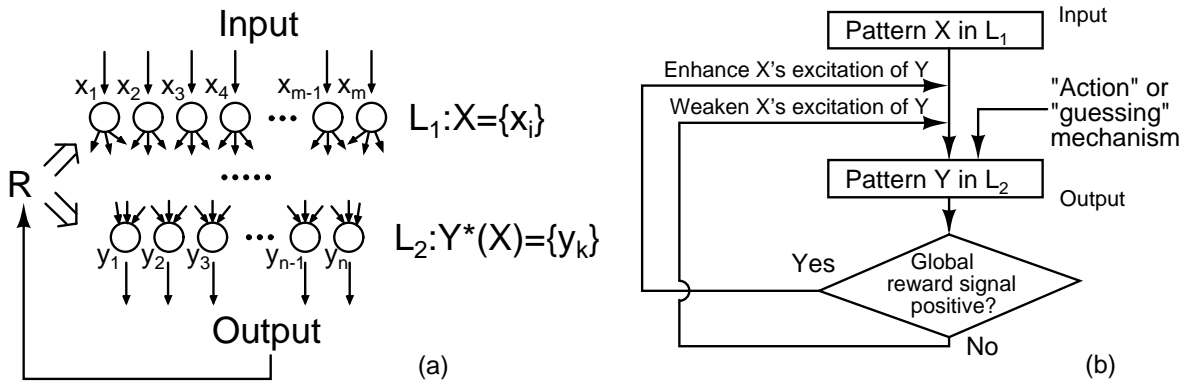 Input
x1 x2 x3 x4 ... xm-1 xm
L1:X={xi}
.....
R
...
L2:Y*(X)={yk}
y1 y2 y3 yn-1 yn
Output
(a)
Pattern X in L1
Input
Enhance X's excitation of Y
Weaken X's excitation of Y
"Action" or
"guessing"
mechanism
Pattern Y in L2
Output
Yes
Global
reward signal
positive?
No
(b)